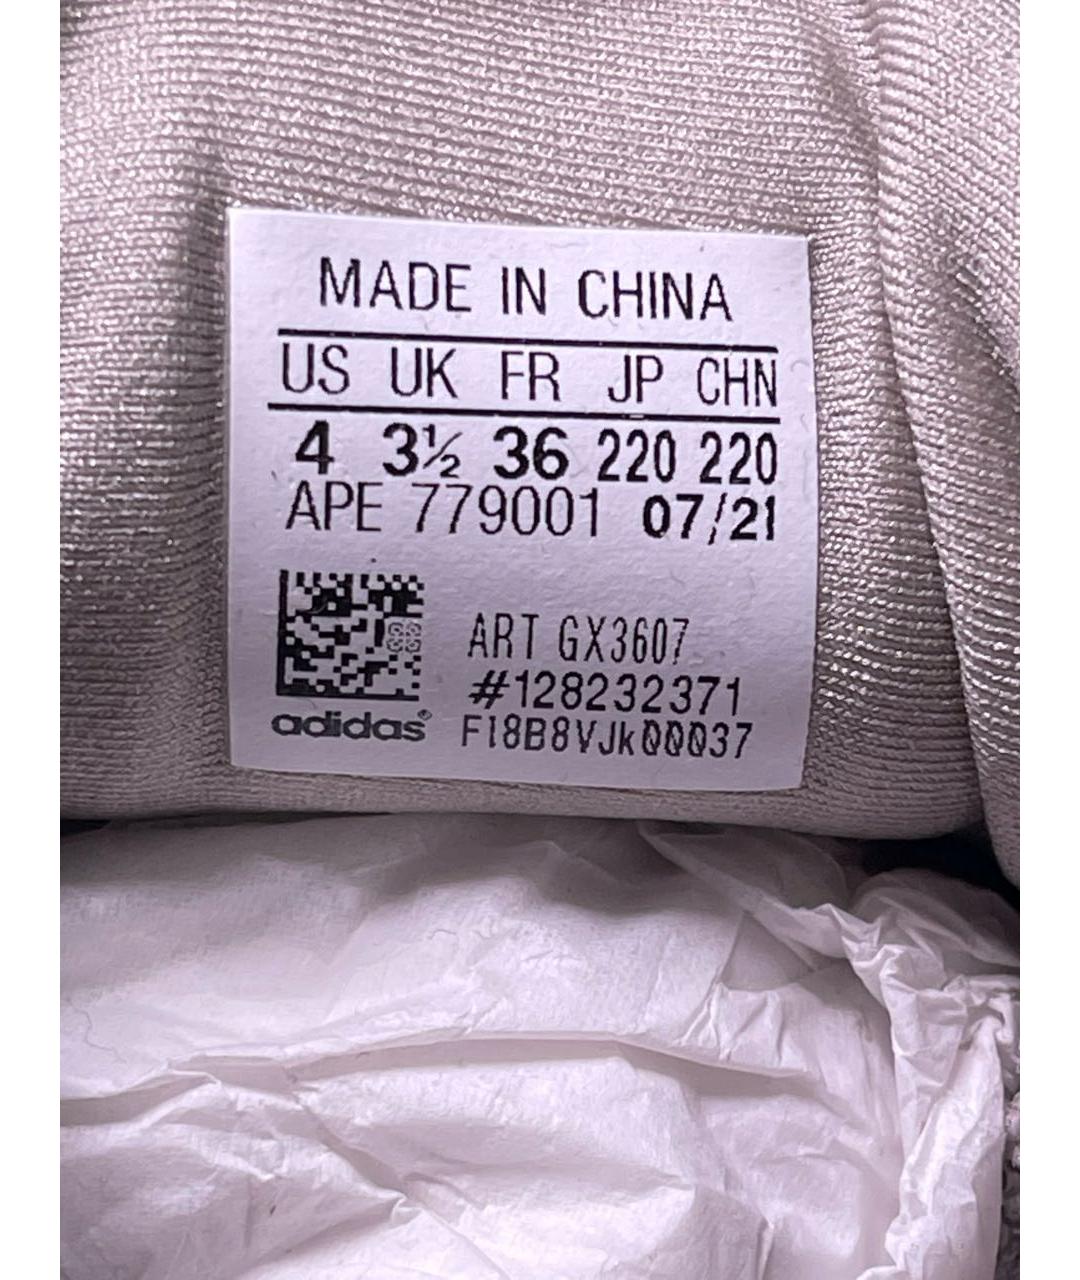 MADE IN CHINA
US UK FR JP CHN
4 3½ 36 220 220
APE 779001 07/21
ART GX3607
#128232371
adidas®
F18B8VJk00037